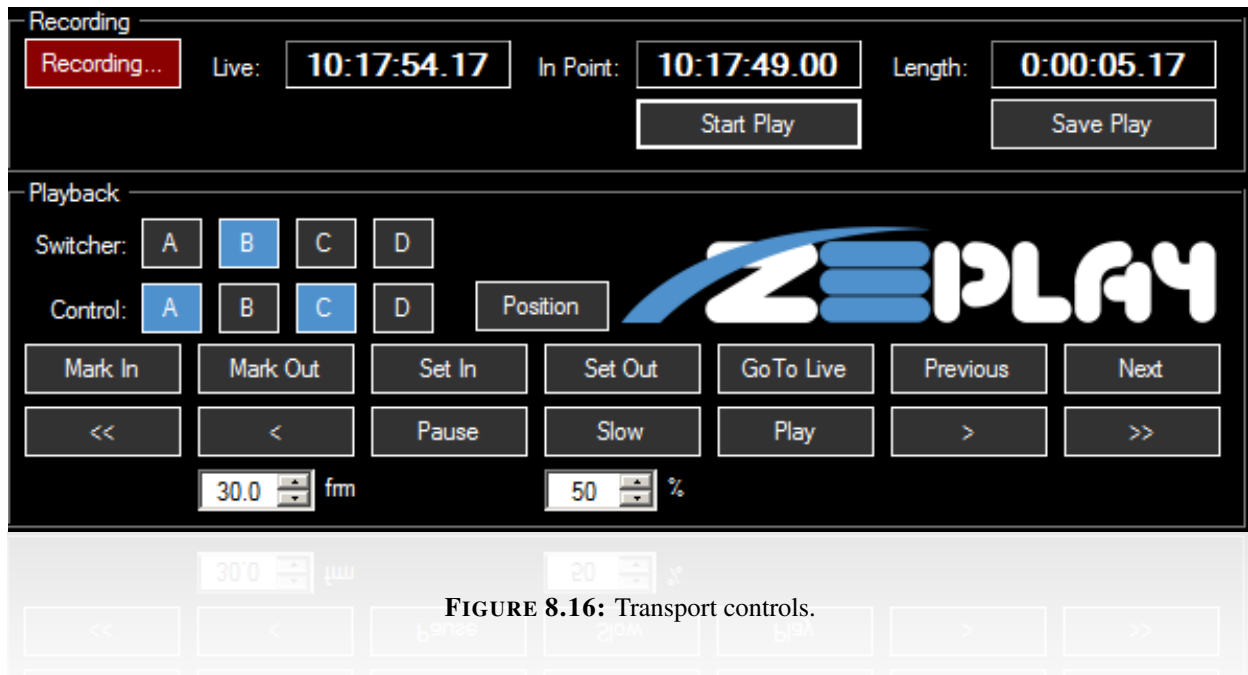 Recording
Recording... Live: 10:17:54.17 In Point: 10:17:49.00 Length: 0:00:05.17
Start Play Save Play
Playback
Switcher: A B C D
ZEPLAY
Control: A B C D Position
Mark In Mark Out Set In Set Out GoTo Live Previous Next
<< < Pause Slow Play > >>
30.0 frm 50 %
FIGURE 8.16: Transport controls.